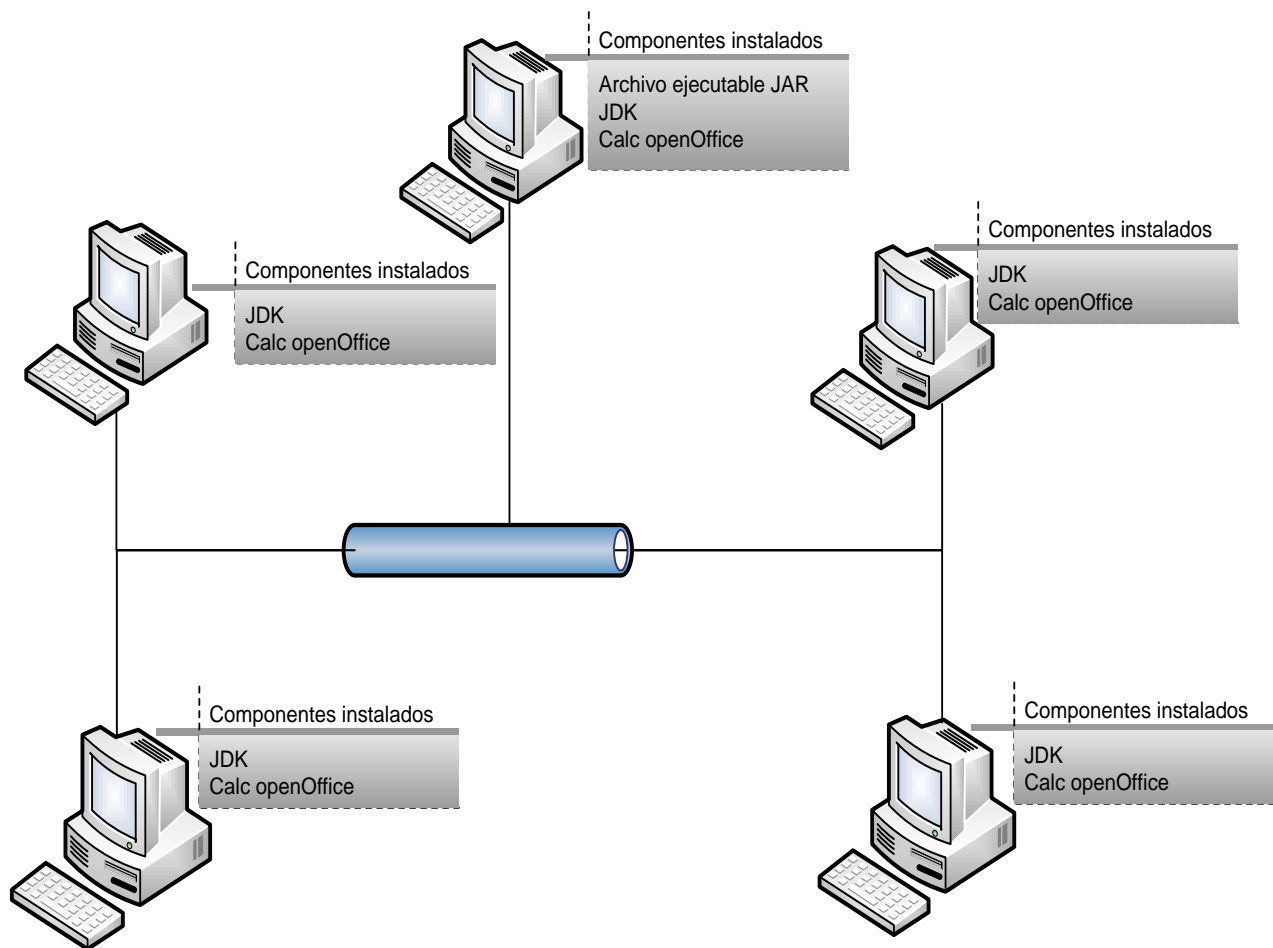 Componentes instalados
Archivo ejecutable JAR
JDK
Calc openOffice
Componentes instalados
JDK
Calc openOffice
Componentes instalados
JDK
Calc openOffice
Componentes instalados
JDK
Calc openOffice
Componentes instalados
JDK
Calc openOffice